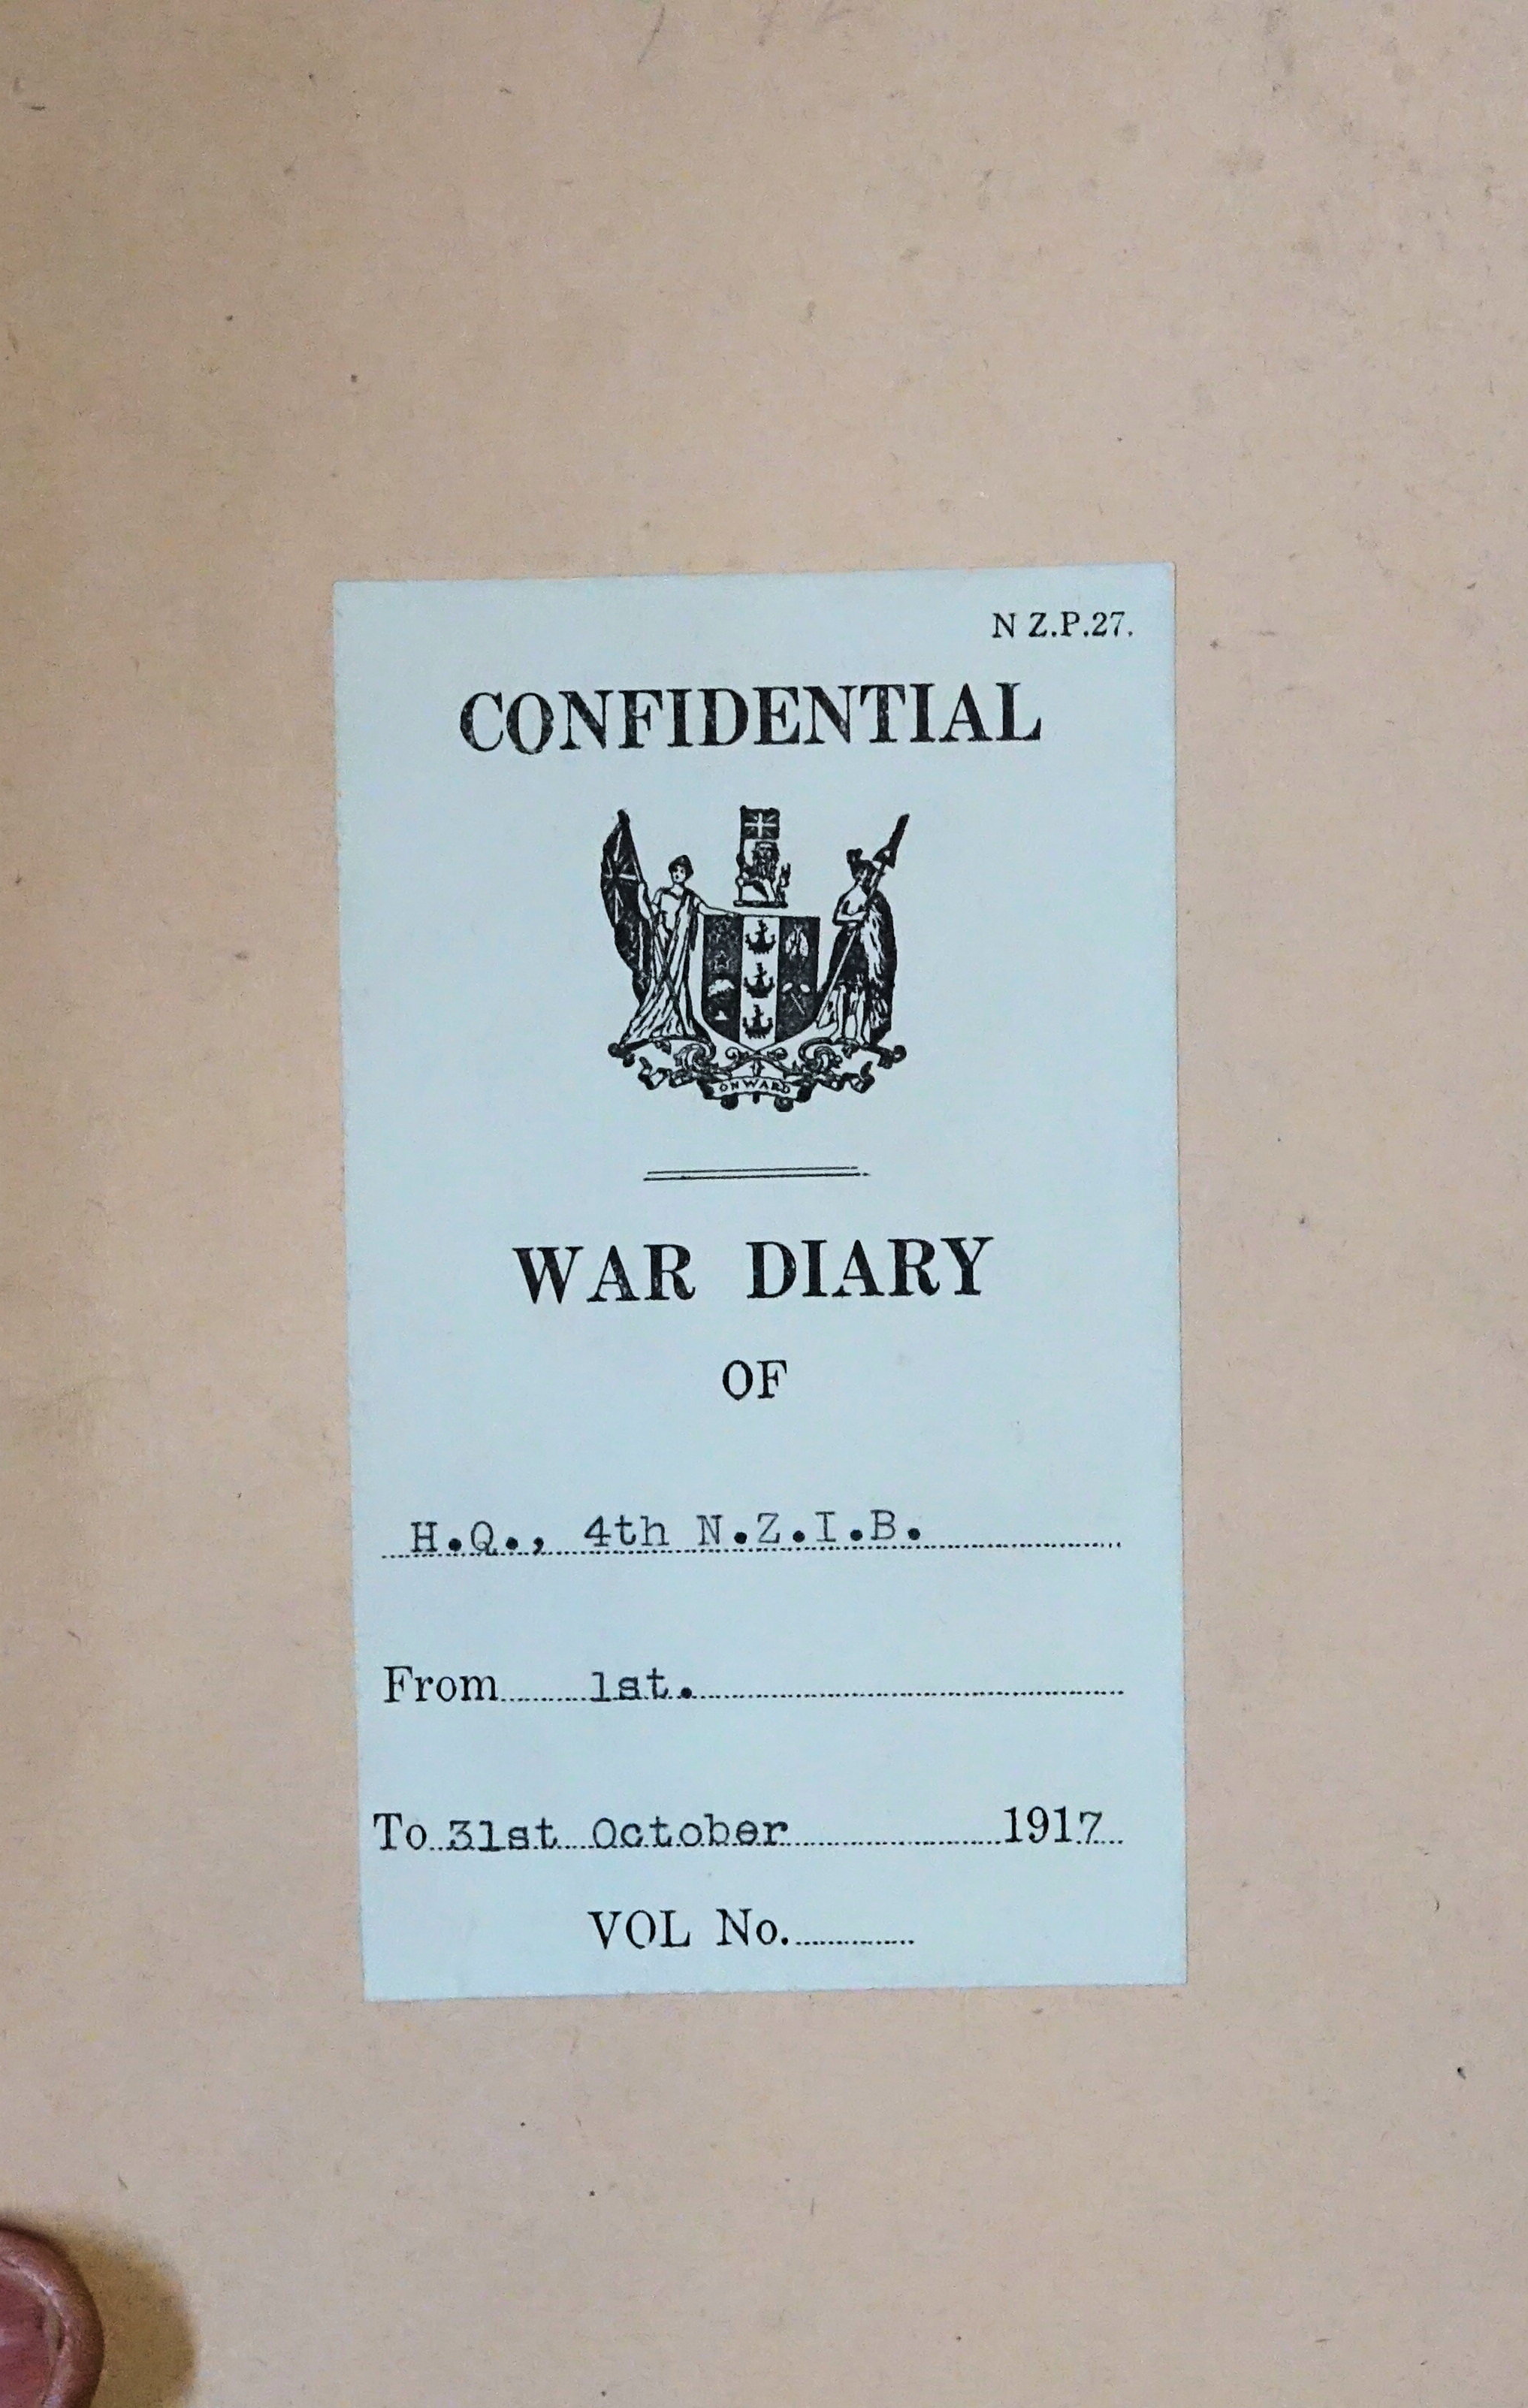 N Z.P.27.
CONFIDENTIAL
ONWARD
WAR DIARY
OF
H.Q., 4th N.Z.I.B.
From 1st.
To 31st October 1917
VOL No.